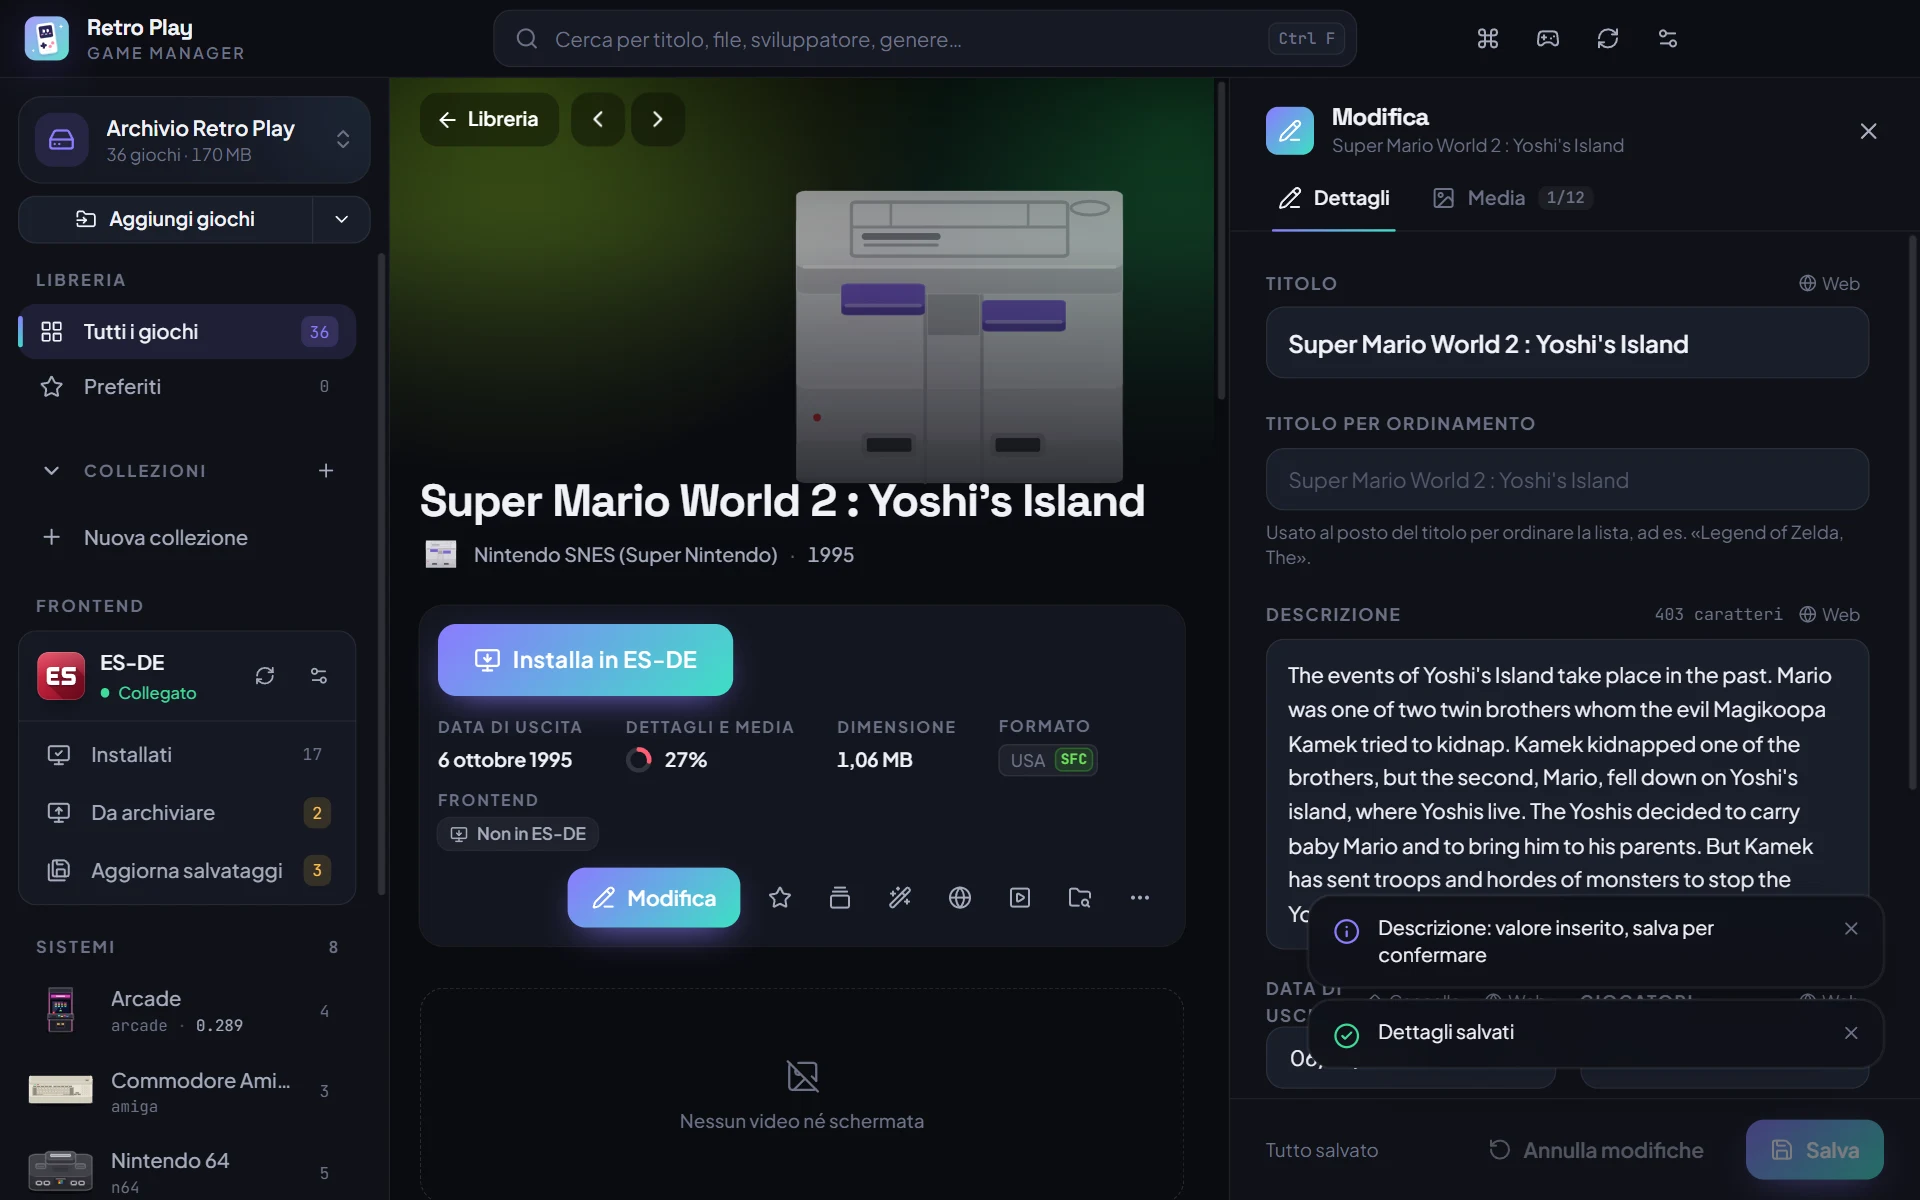 Retro Play
GAME MANAGER
Cerca per titolo, file, sviluppatore, genere...
Ctrl F
Archivio Retro Play
36 giochi · 170 MB
Aggiungi giochi
LIBRERIA
Tutti i giochi
36
Preferiti
0
COLLEZIONI
Nuova collezione
FRONTEND
ES
ES-DE
Collegato
Installati
17
Da archiviare
2
Aggiorna salvataggi
3
SISTEMI
8
Arcade
arcade · 0.289
4
Commodore Ami...
amiga
3
Nintendo 64
n64
5
Libreria
Super Mario World 2 : Yoshi's Island
Nintendo SNES (Super Nintendo) · 1995
Installa in ES-DE
DATA DI USCITA
6 ottobre 1995
DETTAGLI E MEDIA
27%
DIMENSIONE
1,06 MB
FORMATO
USA SFC
FRONTEND
Non in ES-DE
Modifica
Nessun video né schermata
Modifica
Super Mario World 2 : Yoshi's Island
Dettagli
Media
1/12
TITOLO
Web
Super Mario World 2 : Yoshi's Island
TITOLO PER ORDINAMENTO
Super Mario World 2 : Yoshi's Island
Usato al posto del titolo per ordinare la lista, ad es. «Legend of Zelda,
The».
DESCRIZIONE
403 caratteri
Web
The events of Yoshi's Island take place in the past. Mario
was one of two twin brothers whom the evil Magikoopa
Kamek tried to kidnap. Kamek kidnapped one of the
brothers, but the second, Mario, fell down on Yoshi's
island, where Yoshis live. The Yoshis decided to carry
baby Mario and to bring him to his parents. But Kamek
has sent troops and hordes of monsters to stop the
Descrizione: valore inserito, salva per
confermare
DATA DI
Dettagli salvati
Tutto salvato
Annulla modifiche
Salva